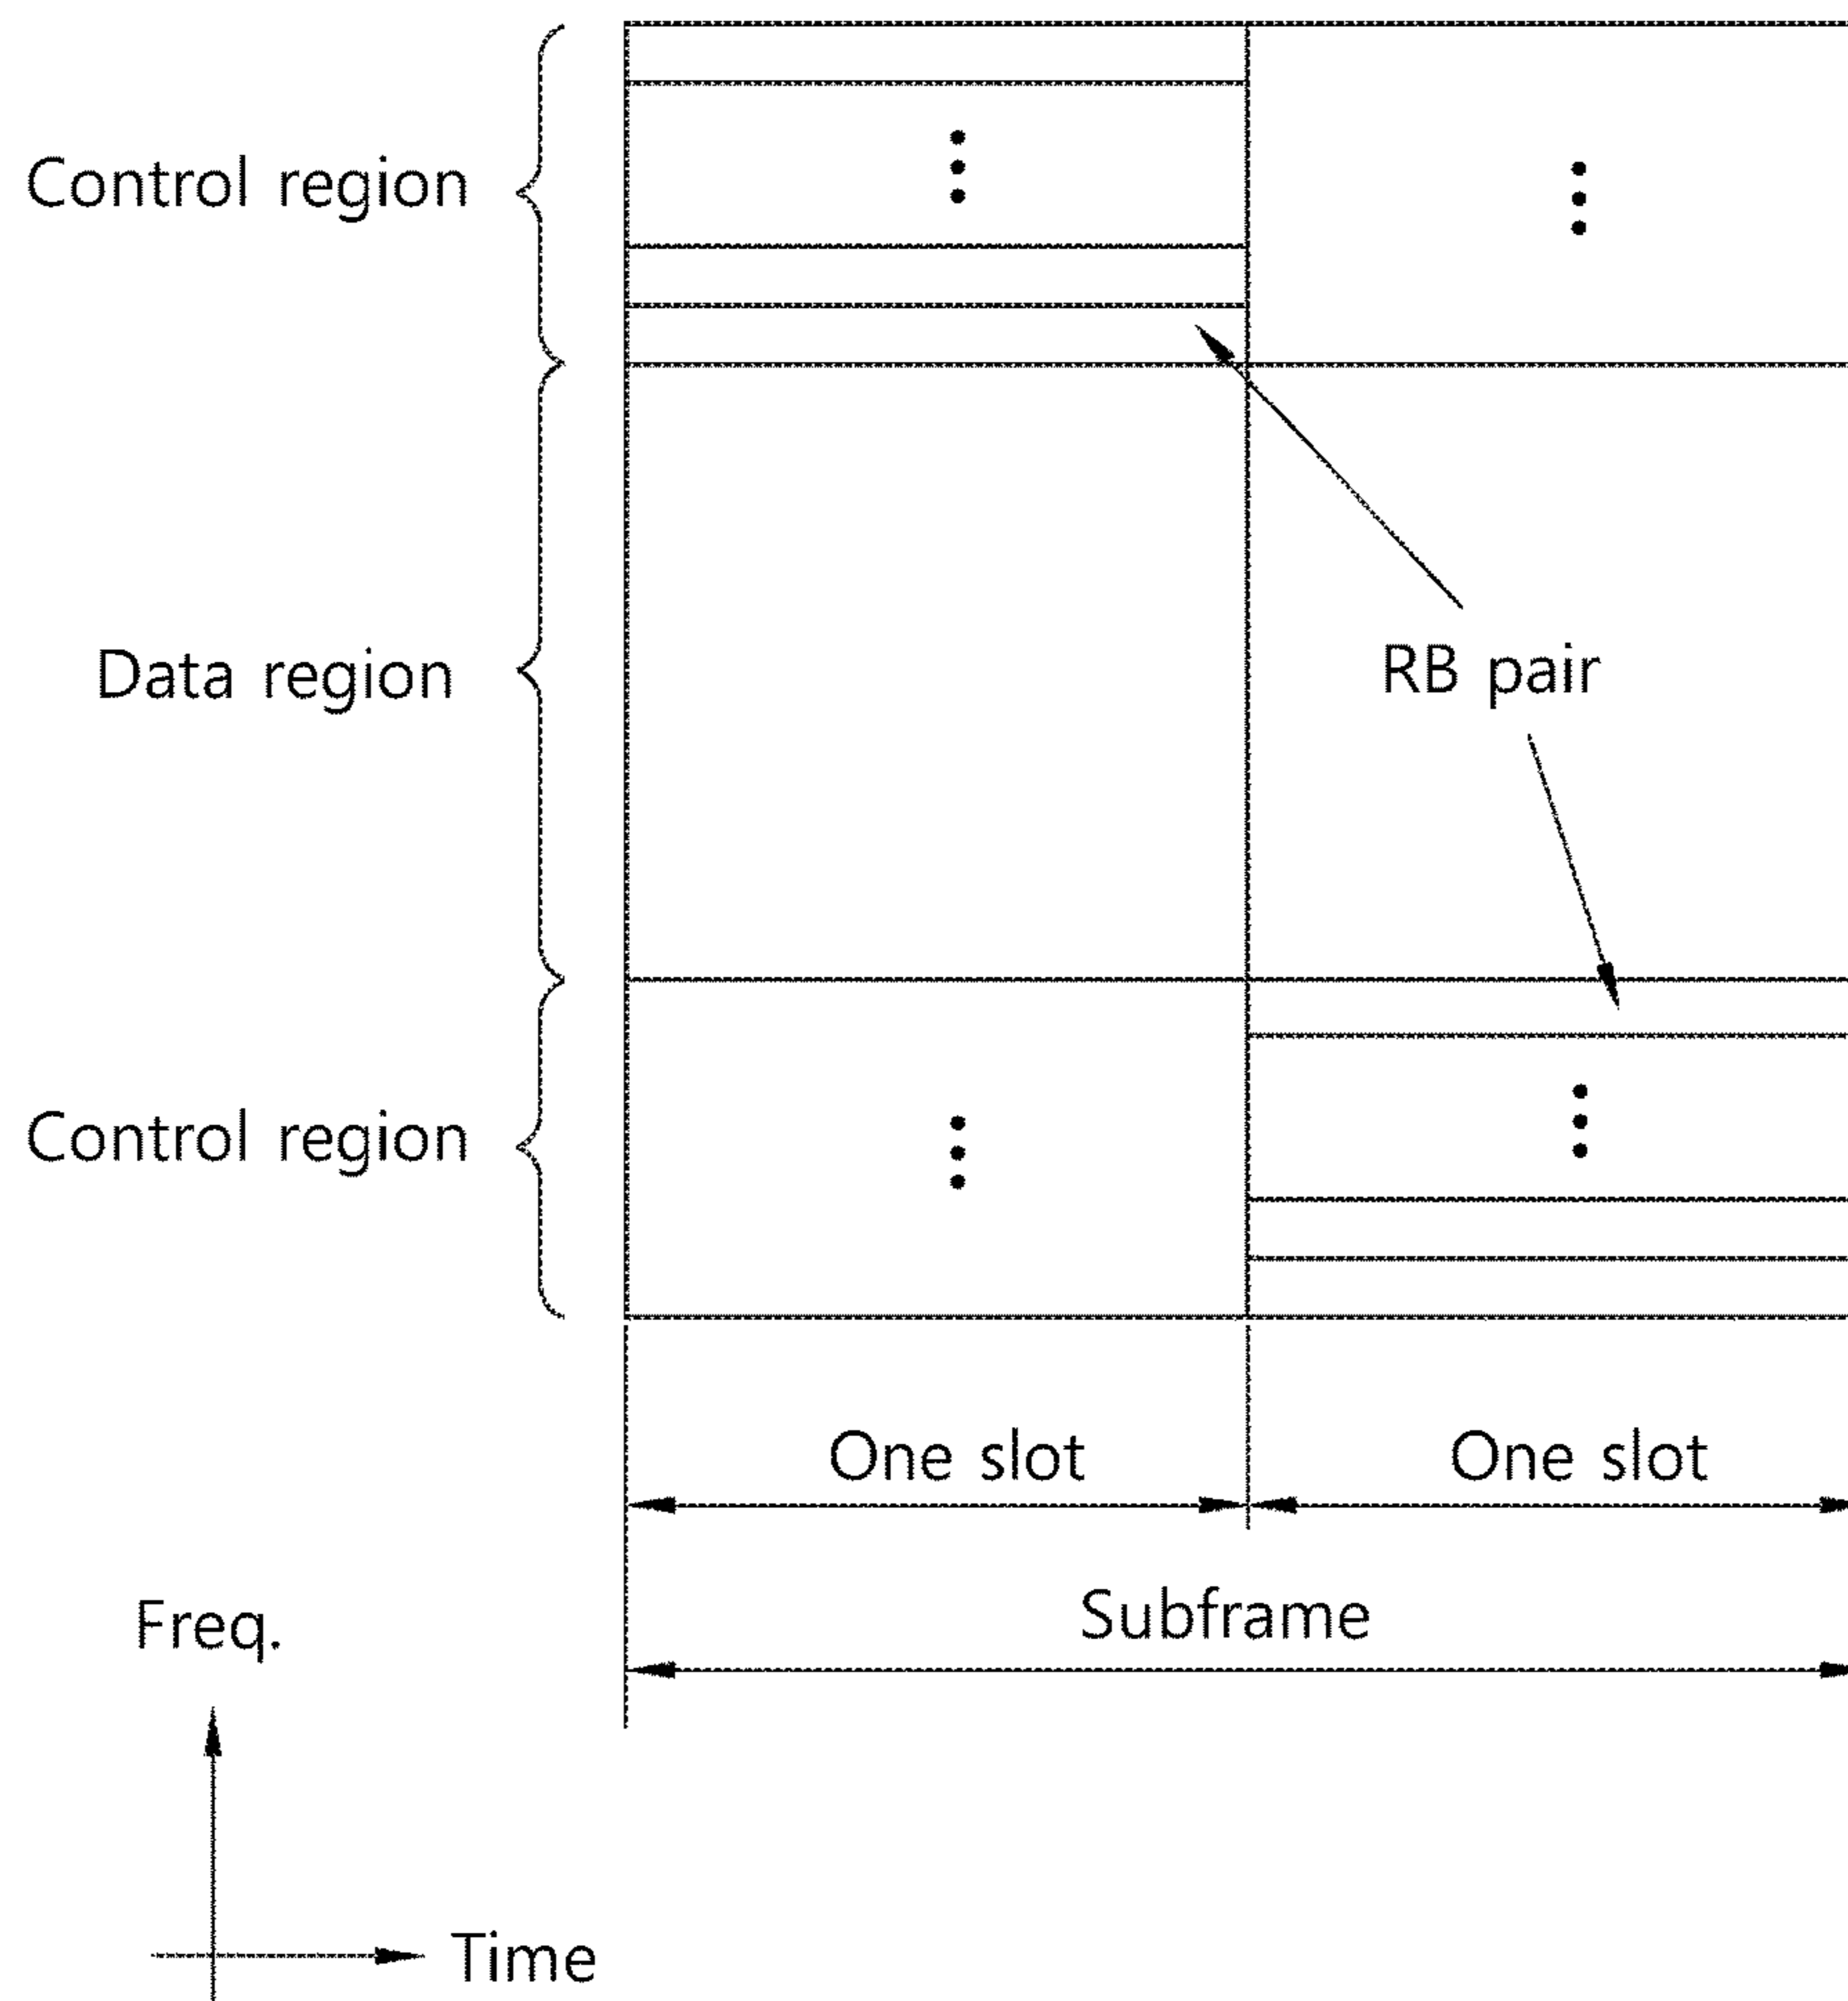 Control region
Data region
RB pair
Control region
One slot
One slot
Subframe
Freq.
Time